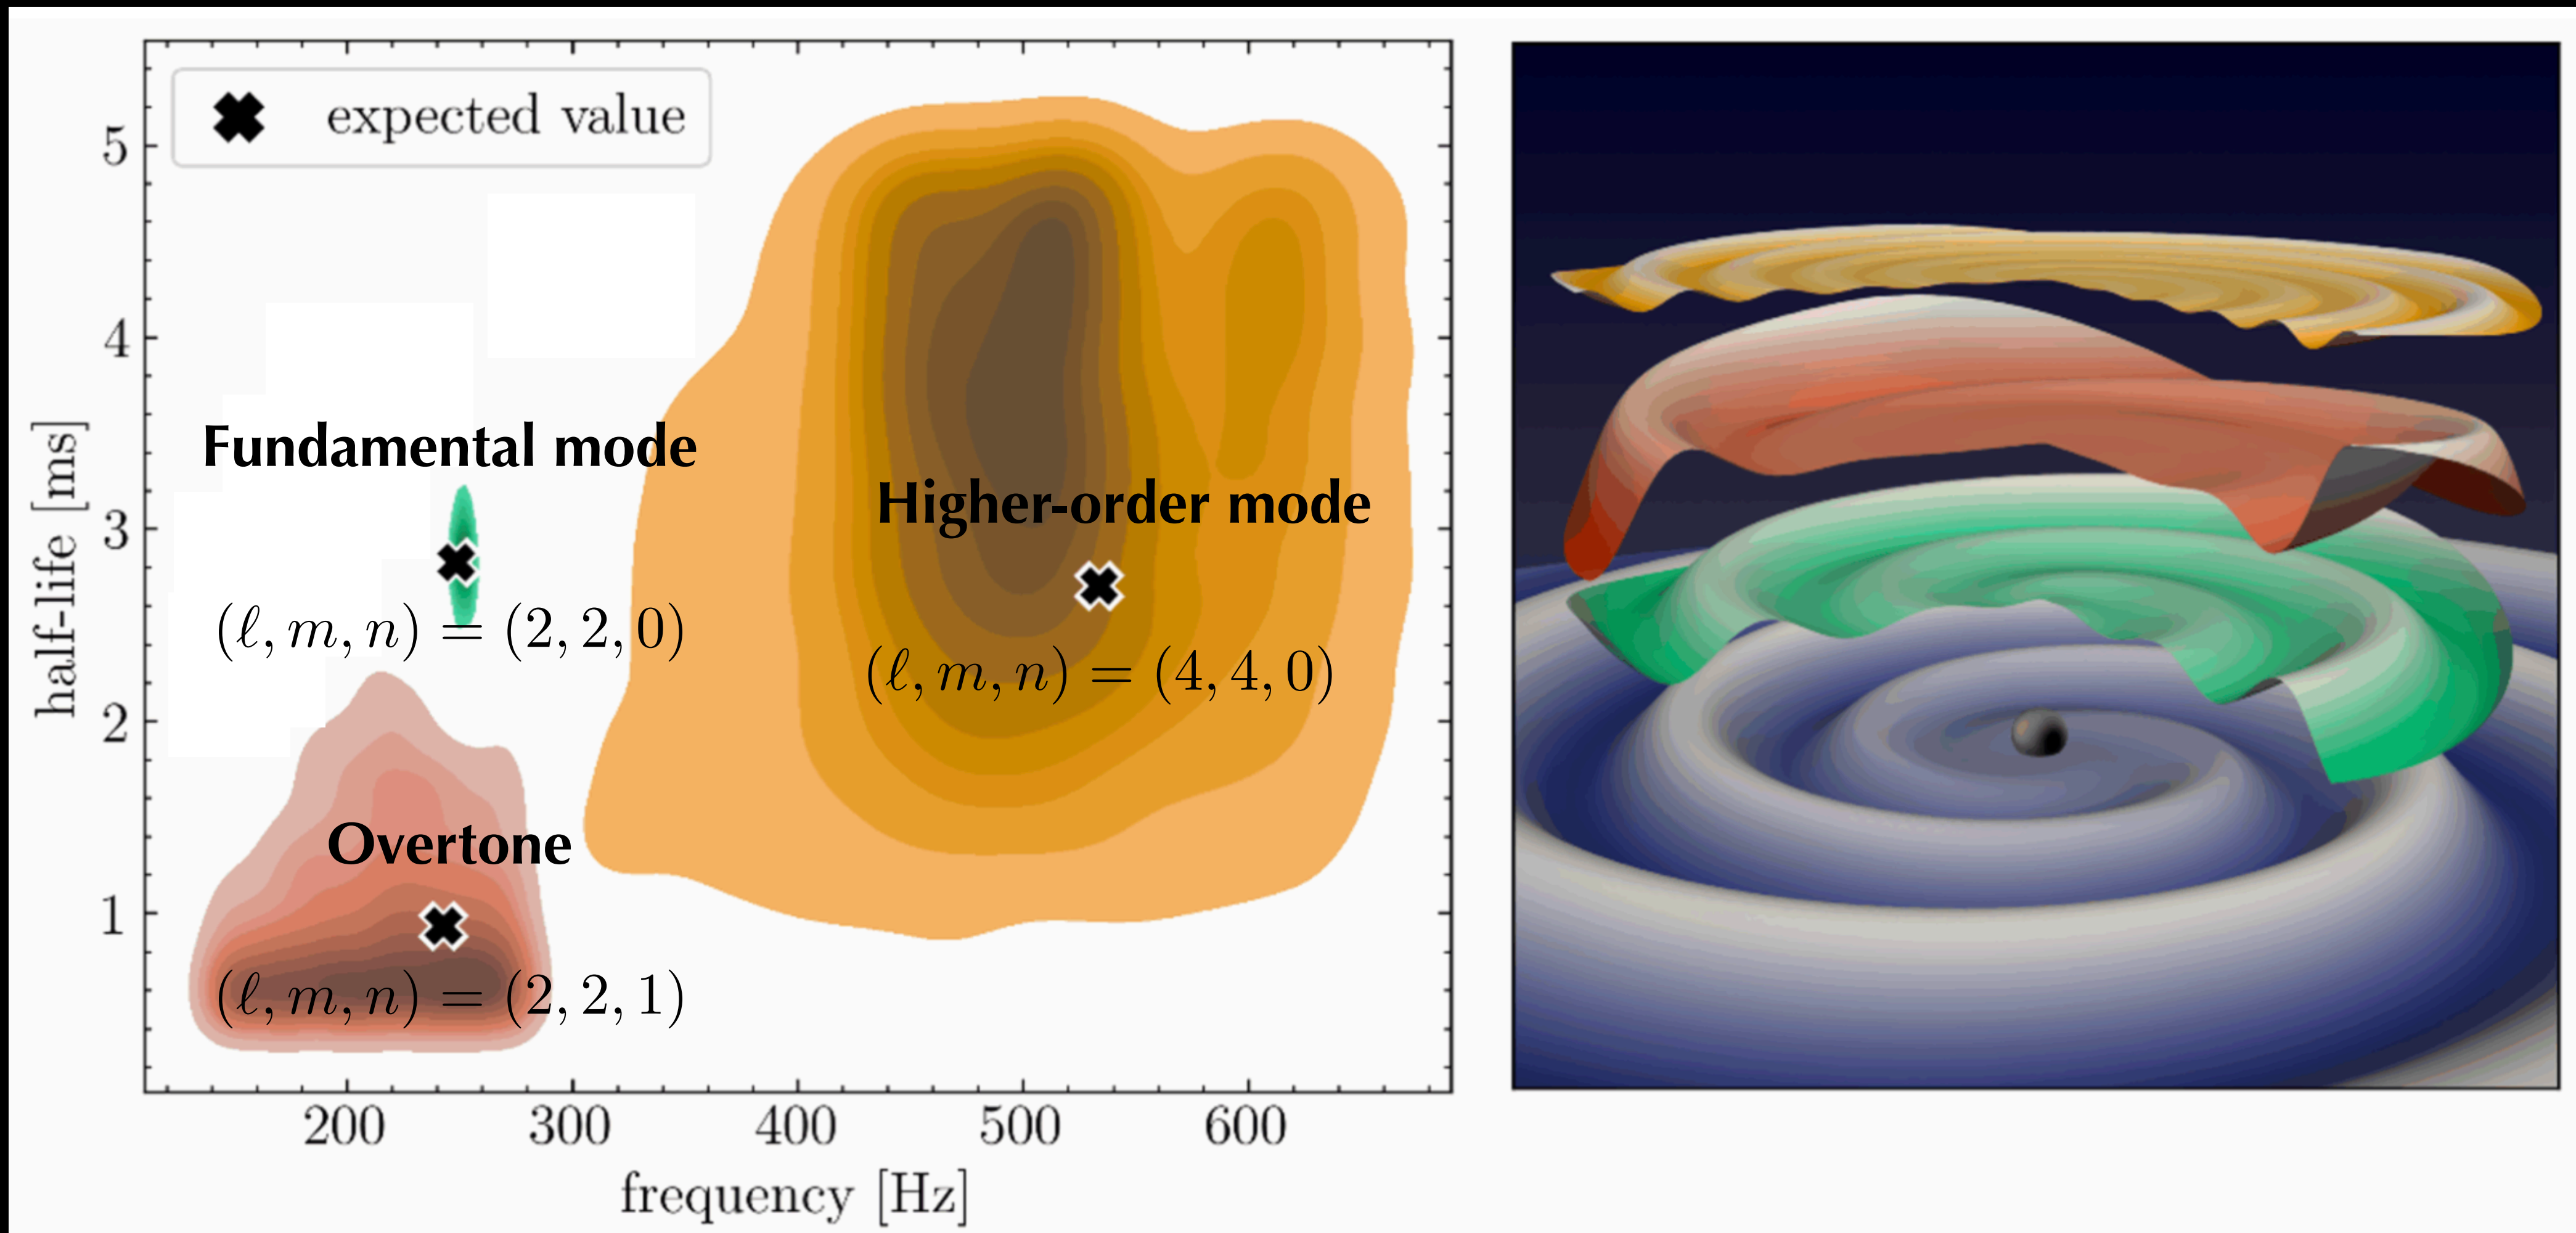 expected value
5
4
3
2
1
half-life [ms]
Fundamental mode
(ℓ, m, n) = (2, 2, 0)
Higher-order mode
(ℓ, m, n) = (4, 4, 0)
Overtone
(ℓ, m, n) = (2, 2, 1)
200 300 400 500 600
frequency [Hz]